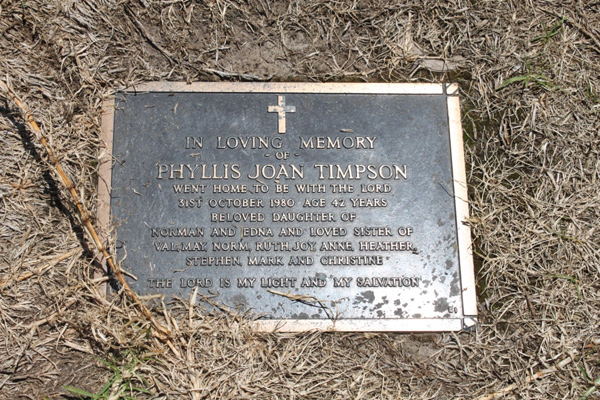 IN LOVING MEMORY
- OF -
PHYLLIS JOAN TIMPSON
WENT HOME TO BE WITH THE LORD
31ST OCTOBER 1980 · AGE 42 YEARS
BELOVED DAUGHTER OF
NORMAN AND EDNA AND LOVED SISTER OF
VAL, MAY, NORM, RUTH, JOY, ANNE, HEATHER,
STEPHEN, MARK AND CHRISTINE
THE LORD IS MY LIGHT AND MY SALVATION